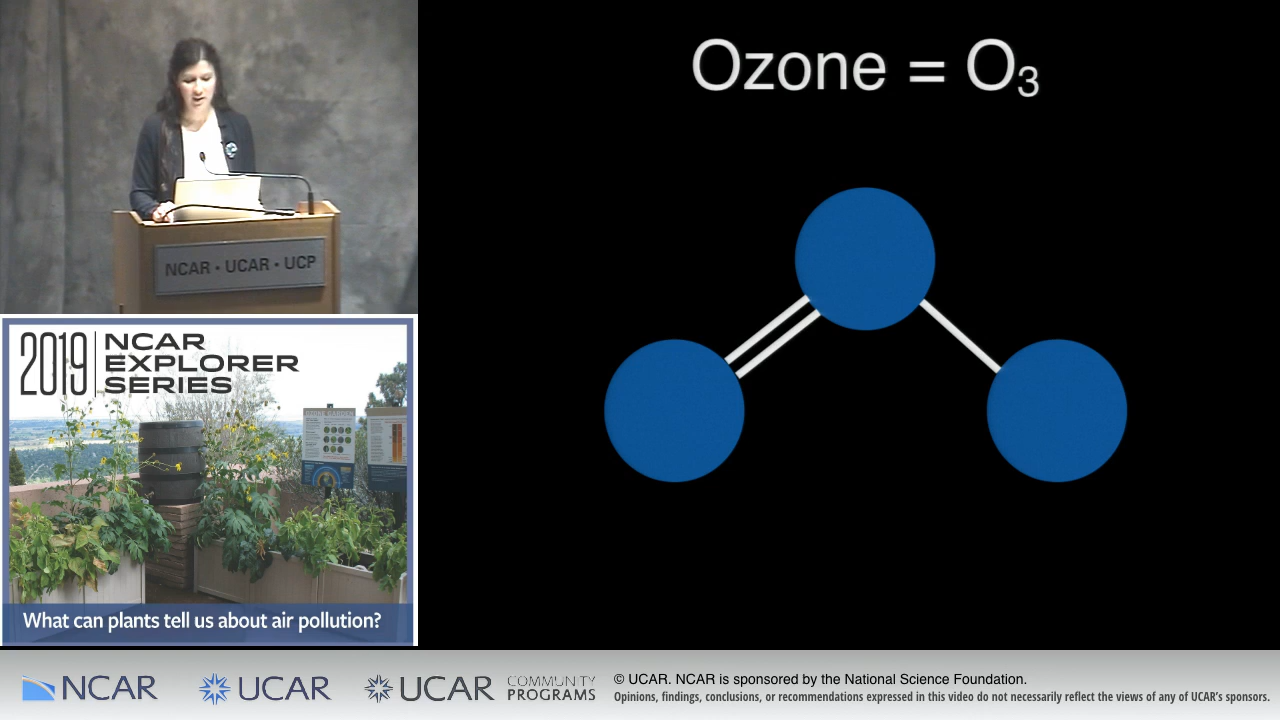 Ozone = O₃
NCAR • UCAR • UCP
2019 NCAR
EXPLORER
SERIES
OZONE GARDEN
What can plants tell us about air pollution?
NCAR
UCAR
UCAR COMMUNITY
PROGRAMS
© UCAR. NCAR is sponsored by the National Science Foundation.
Opinions, findings, conclusions, or recommendations expressed in this video do not necessarily reflect the views of any of UCAR's sponsors.